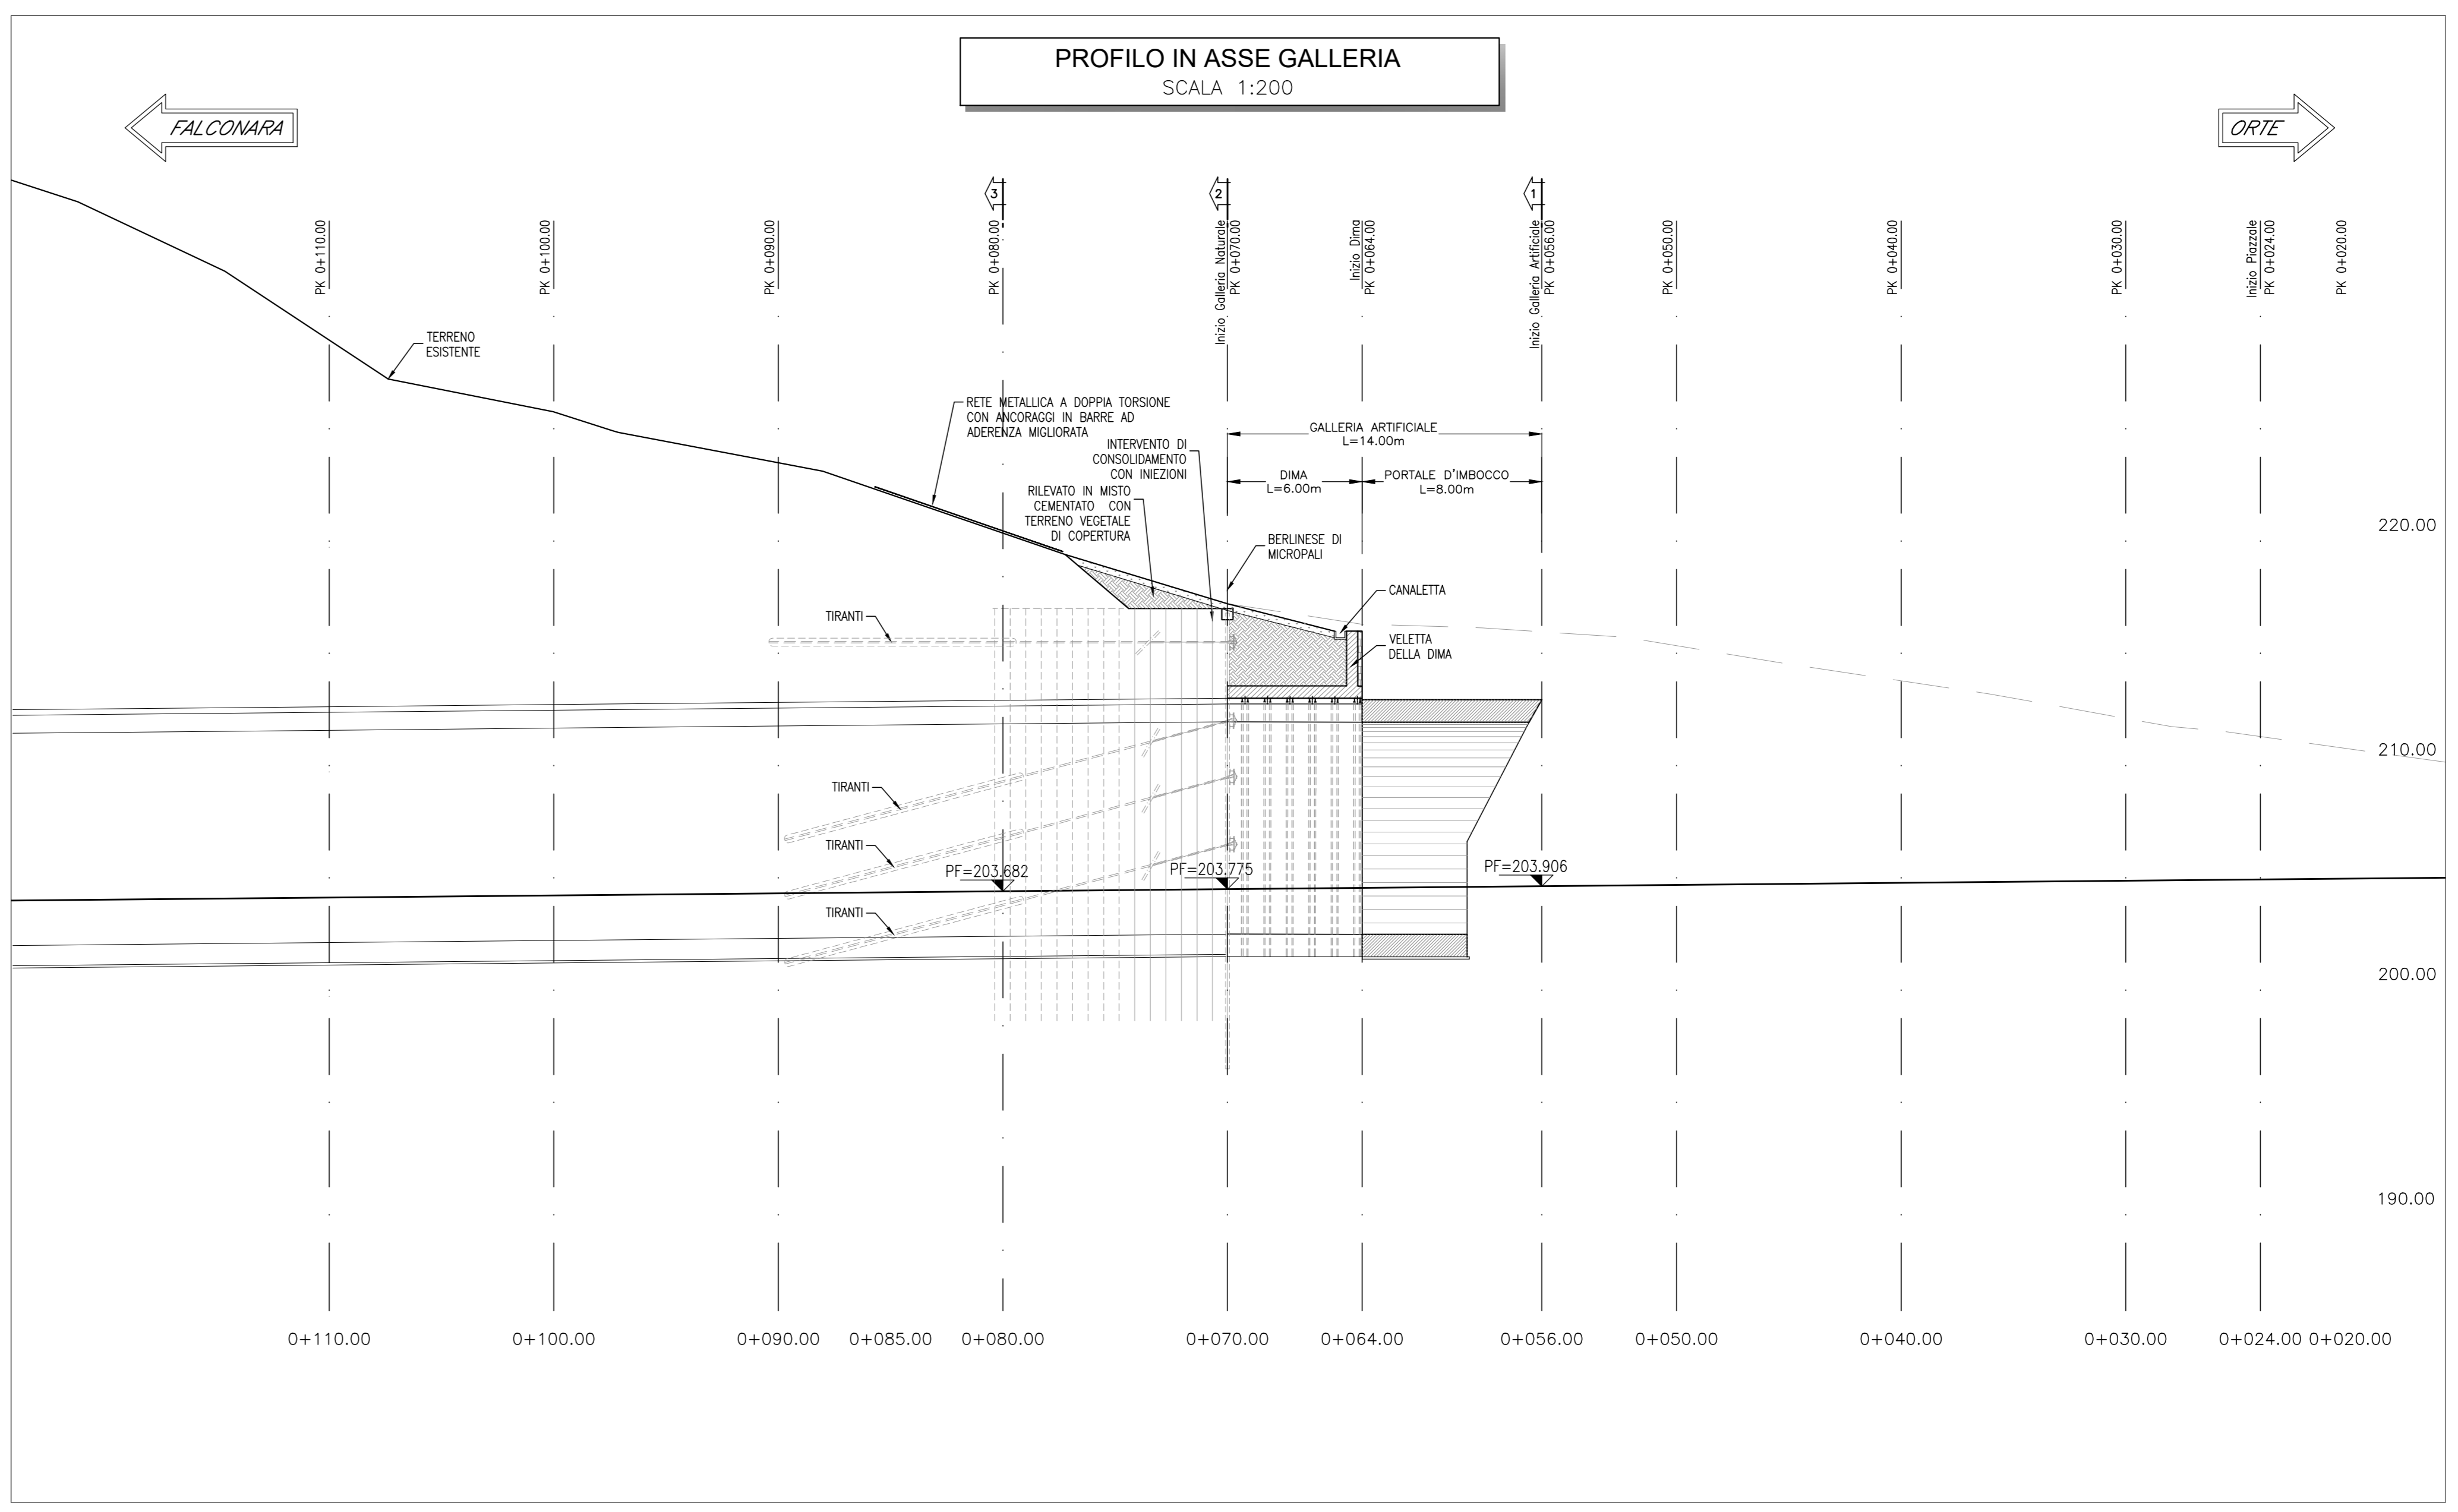 PROFILO IN ASSE GALLERIA
SCALA 1:200
FALCONARA
ORTE
3
2
1
PK 0+110.00
PK 0+100.00
PK 0+090.00
PK 0+080.00
Inizio Galleria Naturale
PK 0+070.00
Inizio Dima
PK 0+064.00
Inizio Galleria Artificiale
PK 0+056.00
PK 0+050.00
PK 0+040.00
PK 0+030.00
Inizio Piazzale
PK 0+024.00
PK 0+020.00
TERRENO
ESISTENTE
RETE METALLICA A DOPPIA TORSIONE
CON ANCORAGGI IN BARRE AD
ADERENZA MIGLIORATA
INTERVENTO DI
CONSOLIDAMENTO
CON INIEZIONI
RILEVATO IN MISTO
CEMENTATO CON
TERRENO VEGETALE
DI COPERTURA
GALLERIA ARTIFICIALE
L=14.00m
DIMA
L=6.00m
PORTALE D'IMBOCCO
L=8.00m
220.00
BERLINESE DI
MICROPALI
CANALETTA
TIRANTI
VELETTA
DELLA DIMA
210.00
TIRANTI
TIRANTI
PF=203.682
PF=203.775
PF=203.906
TIRANTI
200.00
190.00
0+110.00
0+100.00
0+090.00
0+085.00
0+080.00
0+070.00
0+064.00
0+056.00
0+050.00
0+040.00
0+030.00
0+024.00
0+020.00